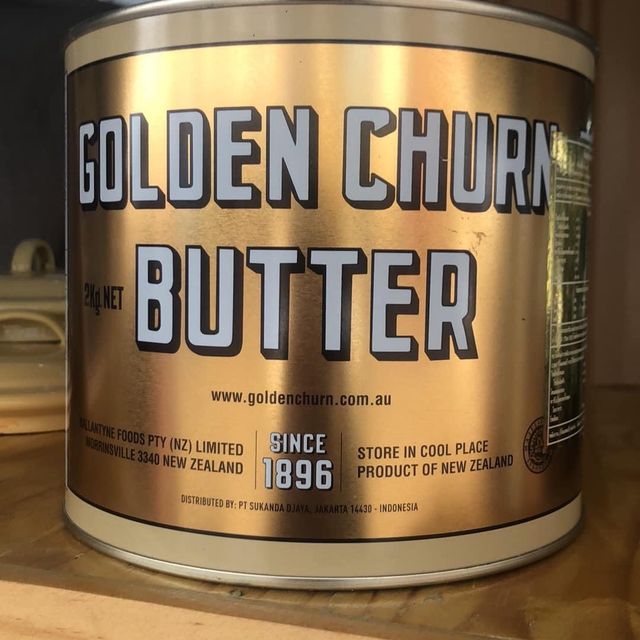 GOLDEN CHURN
BUTTER
2Kg NET
www.goldenchurn.com.au
BALLANTYNE FOODS PTY (NZ) LIMITED
MORRINSVILLE 3340 NEW ZEALAND
SINCE
1896
STORE IN COOL PLACE
PRODUCT OF NEW ZEALAND
DISTRIBUTED BY: PT SUKANDA DJAYA, JAKARTA 14430 - INDONESIA